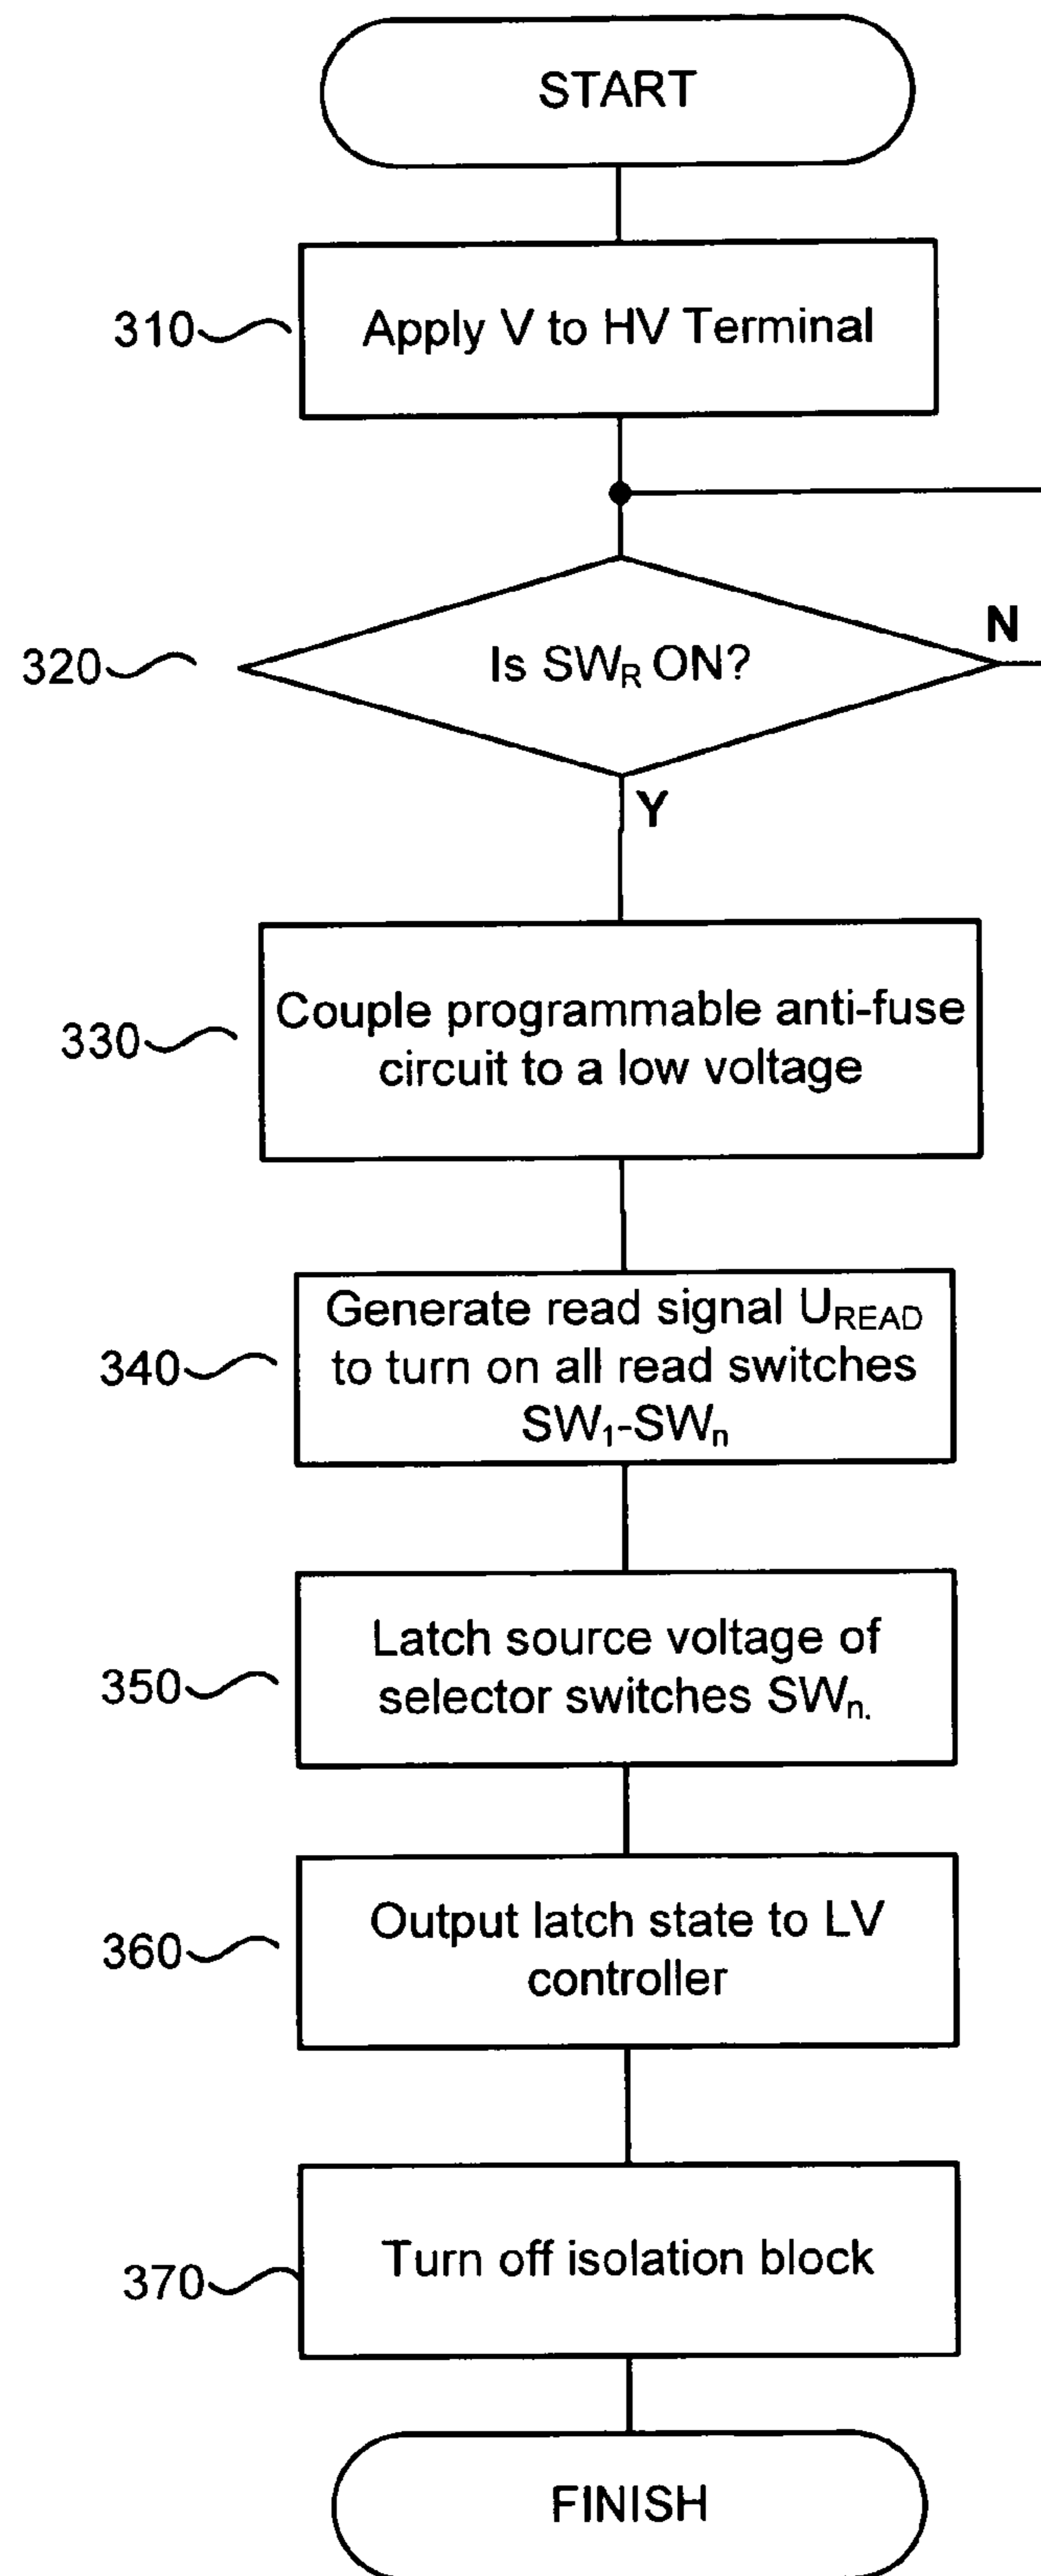 START
310
Apply V to HV Terminal
320
Is SWR ON?
N
Y
330
Couple programmable anti-fuse
circuit to a low voltage
340
Generate read signal UREAD
to turn on all read switches
SW1-SWn
350
Latch source voltage of
selector switches SWn.
360
Output latch state to LV
controller
370
Turn off isolation block
FINISH